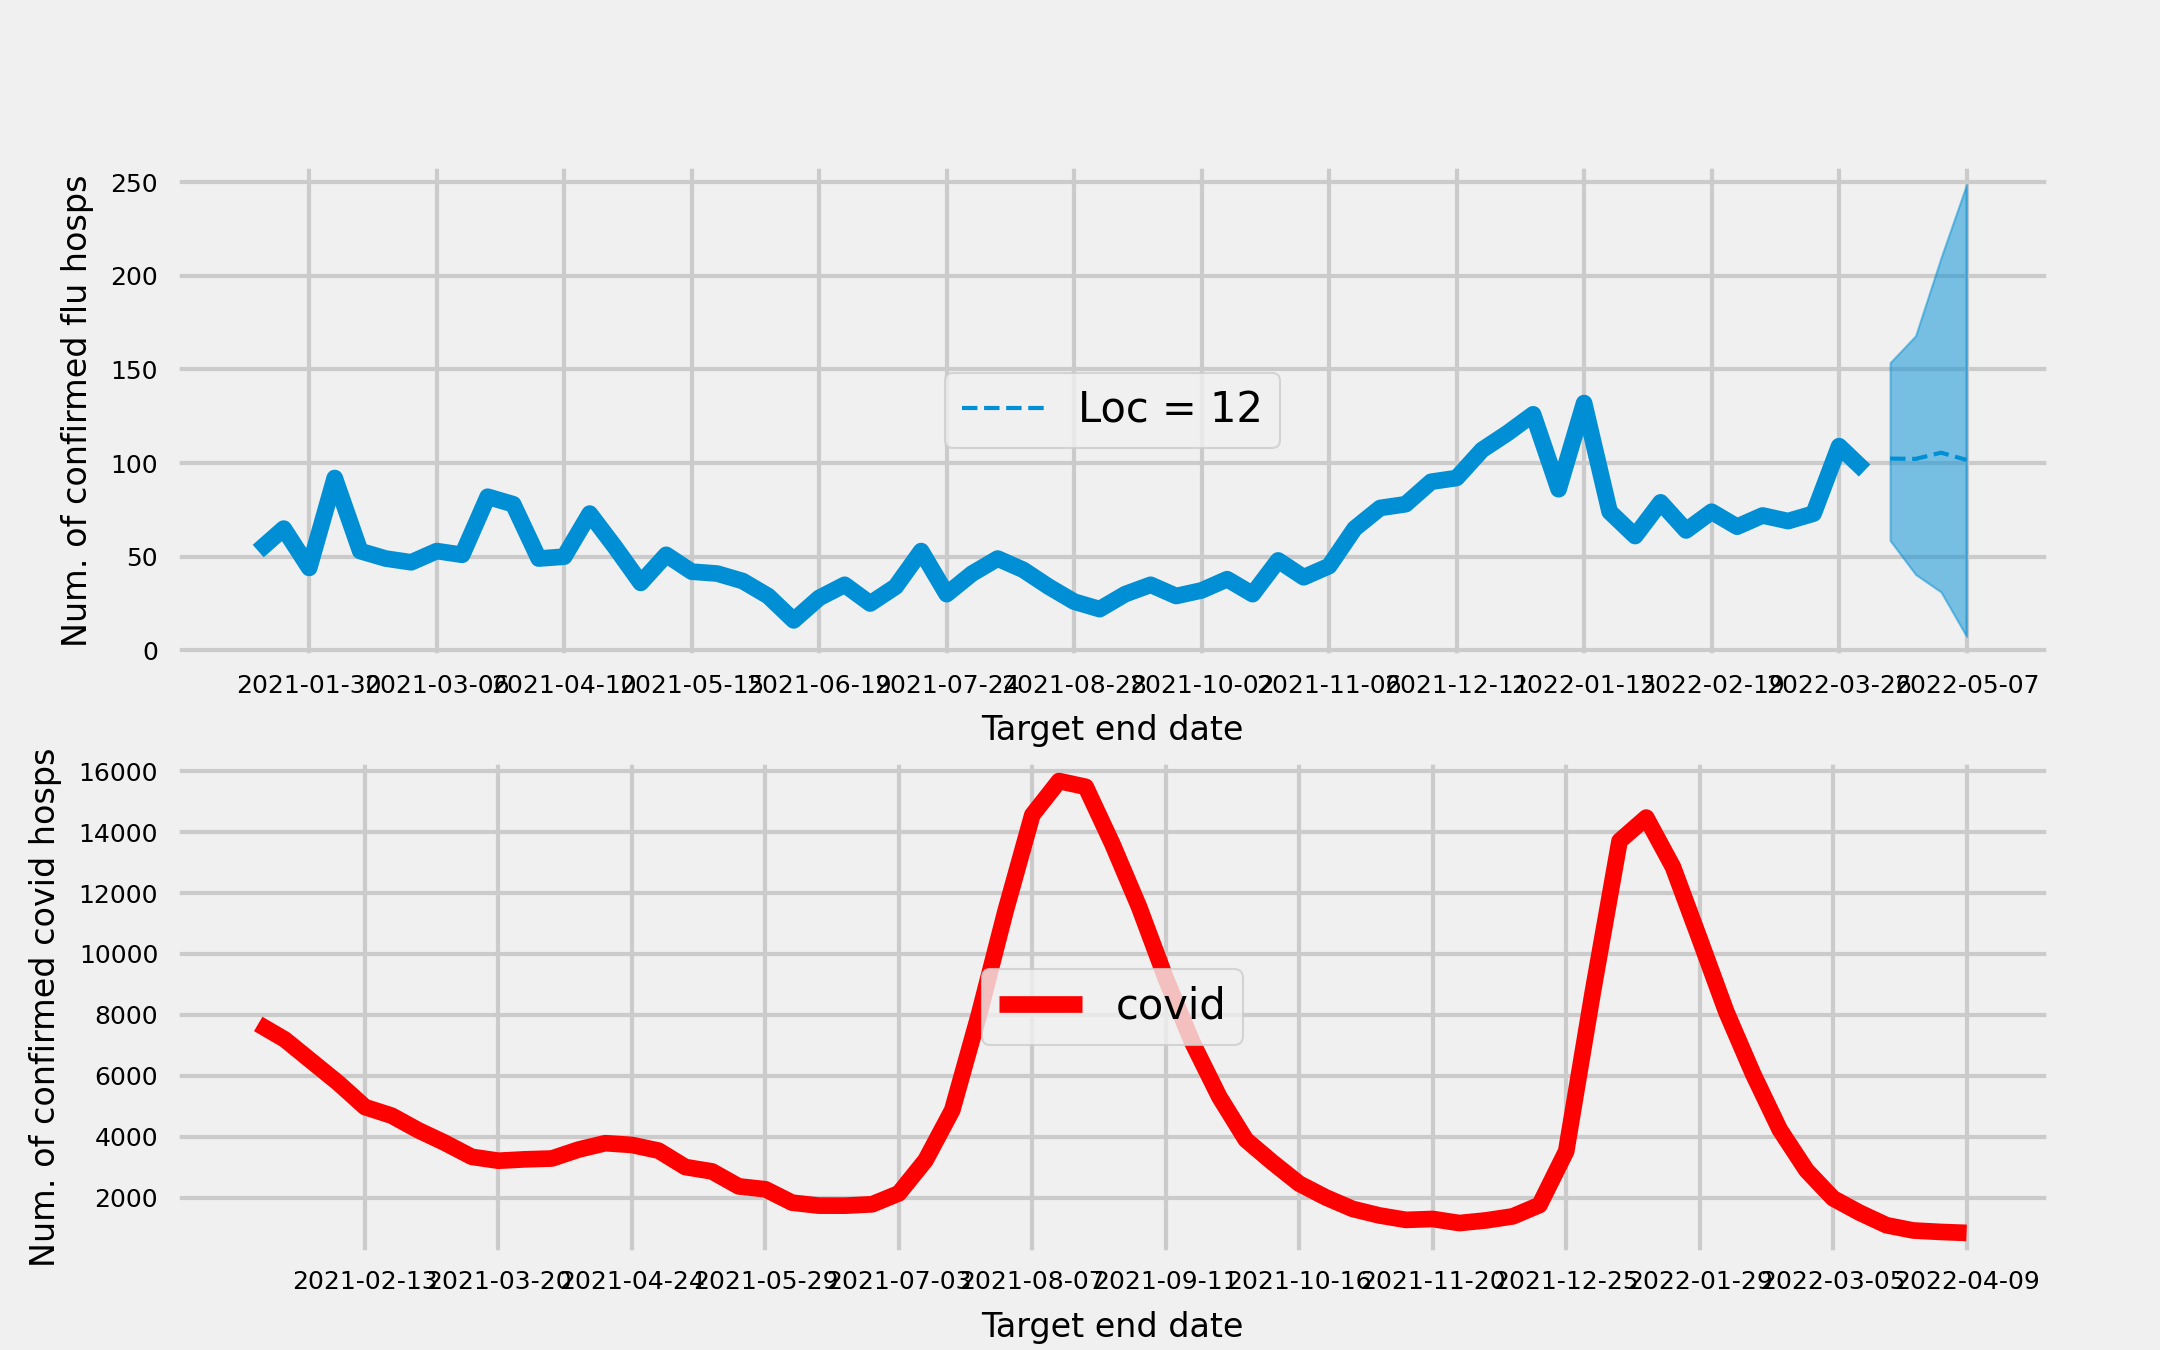 Num. of confirmed flu hosps
250
200
150
100
50
0
Loc = 12
2021-01-30 2021-03-06 2021-04-10 2021-05-15 2021-06-19 2021-07-24 2021-08-28 2021-10-02 2021-11-06 2021-12-11 2022-01-15 2022-02-19 2022-03-26 2022-05-07
Target end date
Num. of confirmed covid hosps
16000
14000
12000
10000
8000
6000
4000
2000
covid
2021-02-13 2021-03-20 2021-04-24 2021-05-29 2021-07-03 2021-08-07 2021-09-11 2021-10-16 2021-11-20 2021-12-25 2022-01-29 2022-03-05 2022-04-09
Target end date